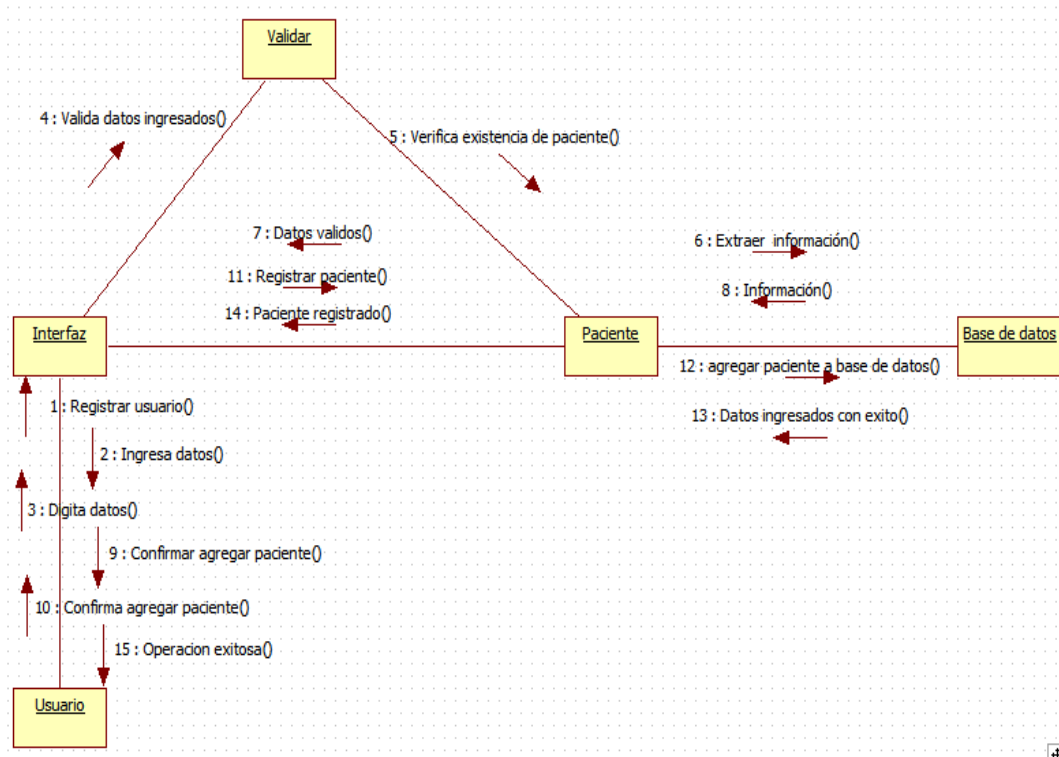 Validar
4 : Valida datos ingresados()
5 : Verifica existencia de paciente()
7 : Datos validos()
6 : Extraer información()
11 : Registrar paciente()
8 : Información()
14 : Paciente registrado()
Interfaz
Paciente
Base de datos
12 : agregar paciente a base de datos()
1 : Registrar usuario()
13 : Datos ingresados con exito()
2 : Ingresa datos()
3 : Digita datos()
9 : Confirmar agregar paciente()
10 : Confirma agregar paciente()
15 : Operacion exitosa()
Usuario